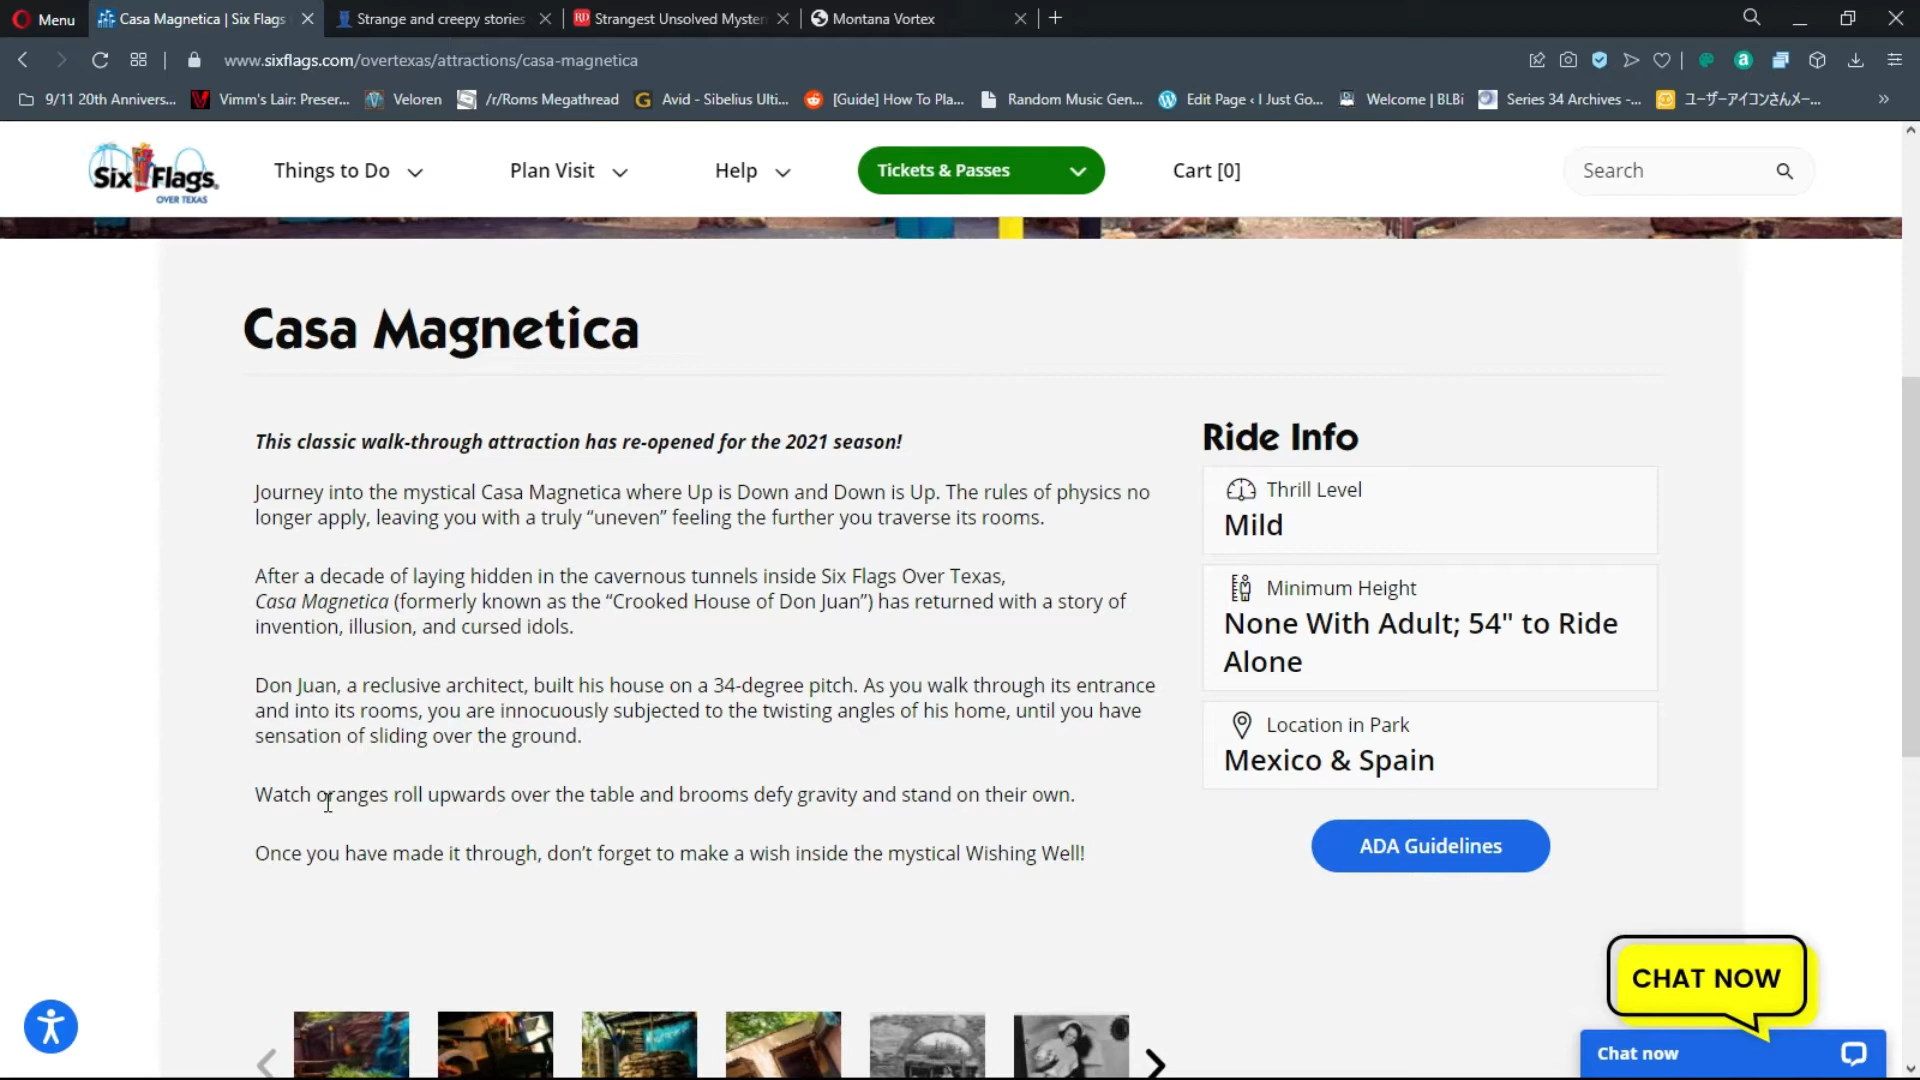 Menu
Casa Magnetica | Six Flags
Strange and creepy stories
Strangest Unsolved Myster
Montana Vortex
www.sixflags.com/overtexas/attractions/casa-magnetica
9/11 20th Annivers...
Vimm's Lair: Preser...
Veloren
/r/Roms Megathread
Avid - Sibelius Ulti...
[Guide] How To Pla...
Random Music Gen...
Edit Page ‹ I Just Go...
Welcome | BLBi
Series 34 Archives -...
ユーザーアイコンさんメー...
Six Flags
OVER TEXAS
Things to Do
Plan Visit
Help
Tickets & Passes
Cart [0]
Search
Casa Magnetica
This classic walk-through attraction has re-opened for the 2021 season!
Journey into the mystical Casa Magnetica where Up is Down and Down is Up. The rules of physics no
longer apply, leaving you with a truly “uneven” feeling the further you traverse its rooms.
After a decade of laying hidden in the cavernous tunnels inside Six Flags Over Texas,
Casa Magnetica (formerly known as the “Crooked House of Don Juan”) has returned with a story of
invention, illusion, and cursed idols.
Don Juan, a reclusive architect, built his house on a 34-degree pitch. As you walk through its entrance
and into its rooms, you are innocuously subjected to the twisting angles of his home, until you have
sensation of sliding over the ground.
Watch oranges roll upwards over the table and brooms defy gravity and stand on their own.
Once you have made it through, don’t forget to make a wish inside the mystical Wishing Well!
Ride Info
Thrill Level
Mild
Minimum Height
None With Adult; 54" to Ride
Alone
Location in Park
Mexico & Spain
ADA Guidelines
CHAT NOW
Chat now